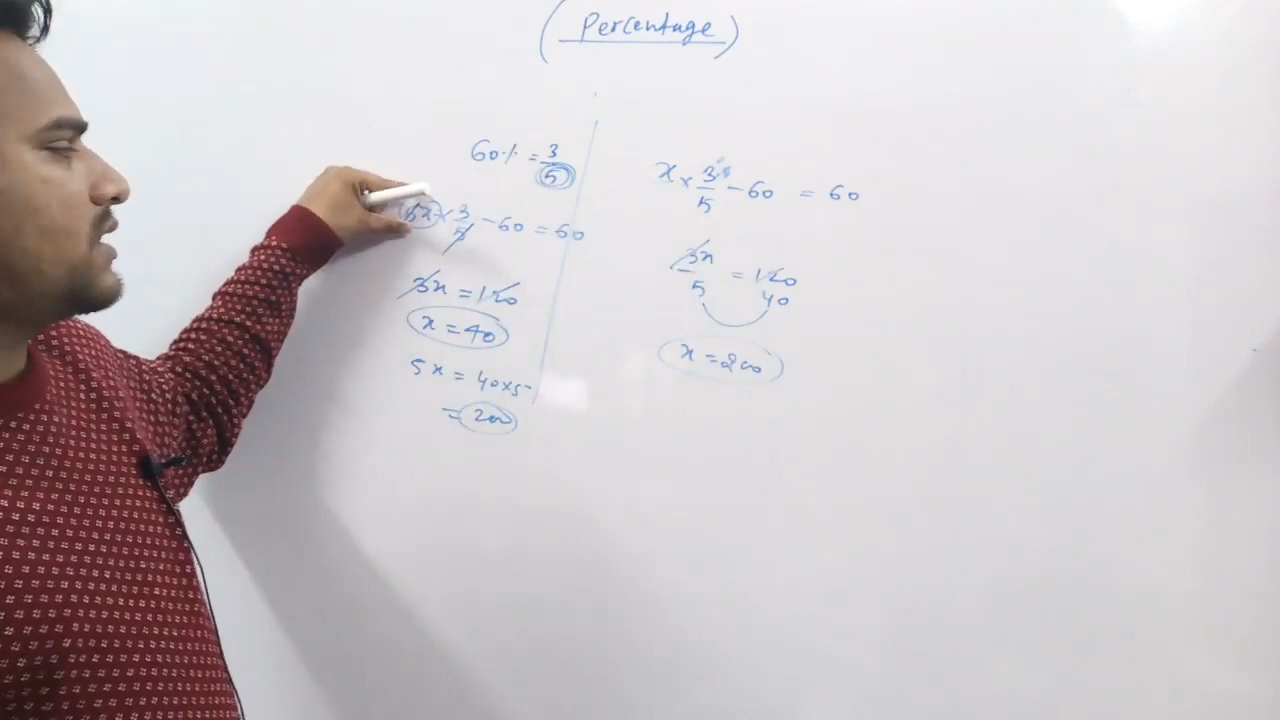 (Percentage)
60% = 3/5
5x × 3/5 - 60 = 60
3x = 120
x = 40
5x = 40×5
= 200
x × 3/5 - 60 = 60
3x/5 = 120
40
x = 200